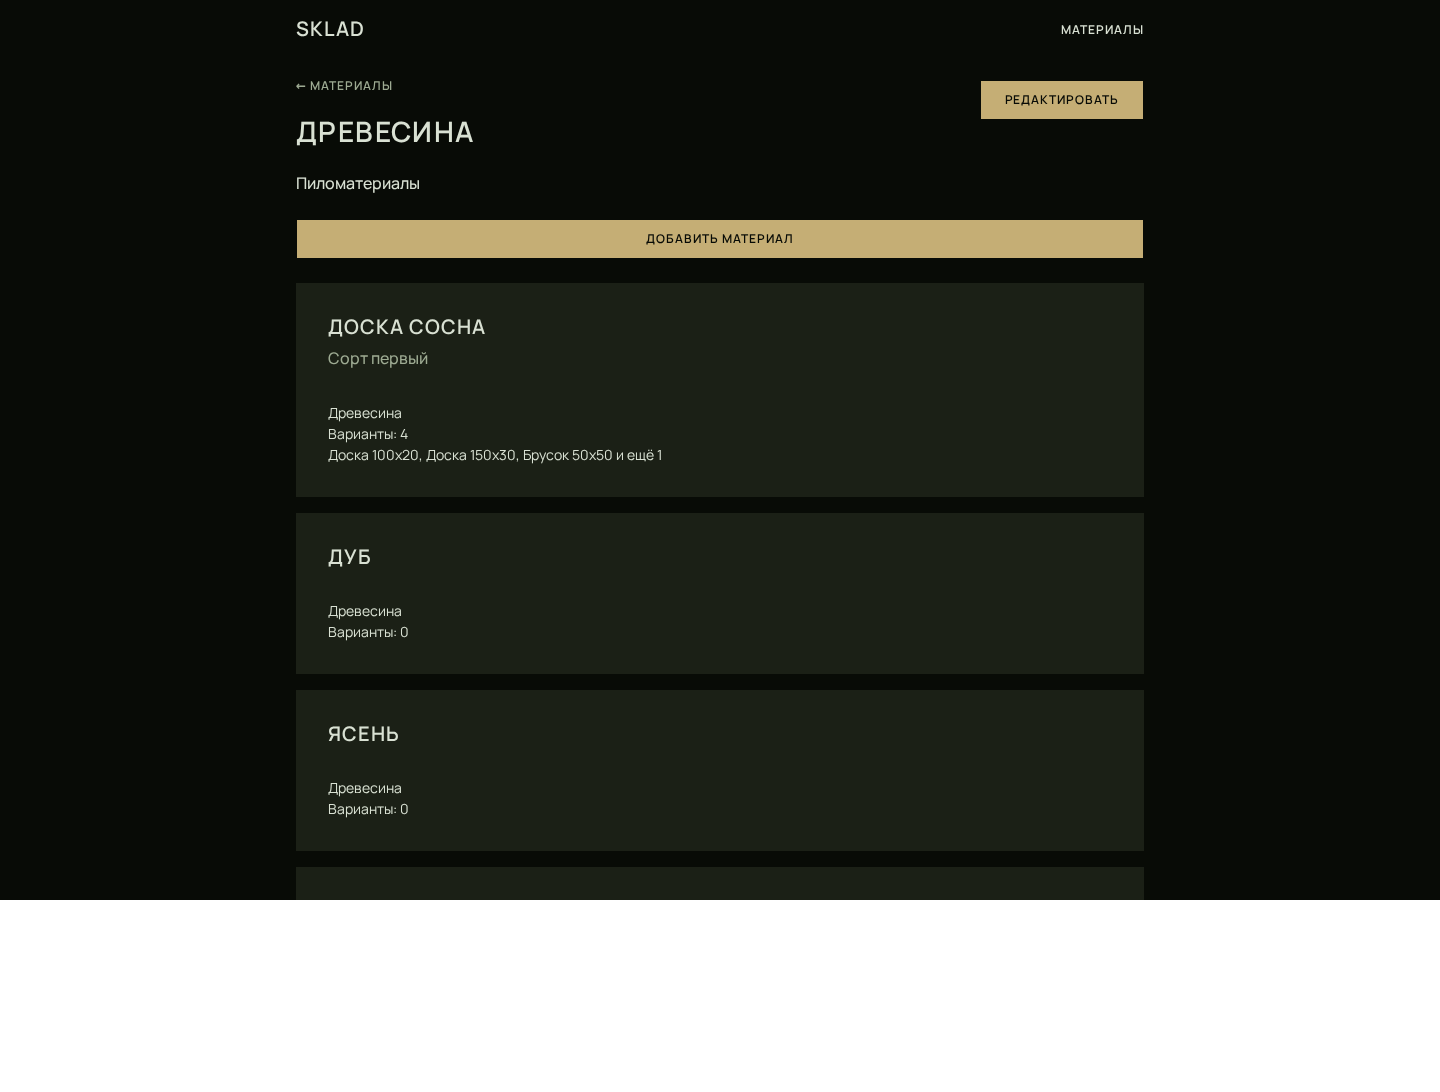 SKLAD
МАТЕРИАЛЫ
← МАТЕРИАЛЫ
РЕДАКТИРОВАТЬ
ДРЕВЕСИНА
Пиломатериалы
ДОБАВИТЬ МАТЕРИАЛ
ДОСКА СОСНА
Сорт первый
Древесина
Варианты: 4
Доска 100x20, Доска 150x30, Брусок 50x50 и ещё 1
ДУБ
Древесина
Варианты: 0
ЯСЕНЬ
Древесина
Варианты: 0